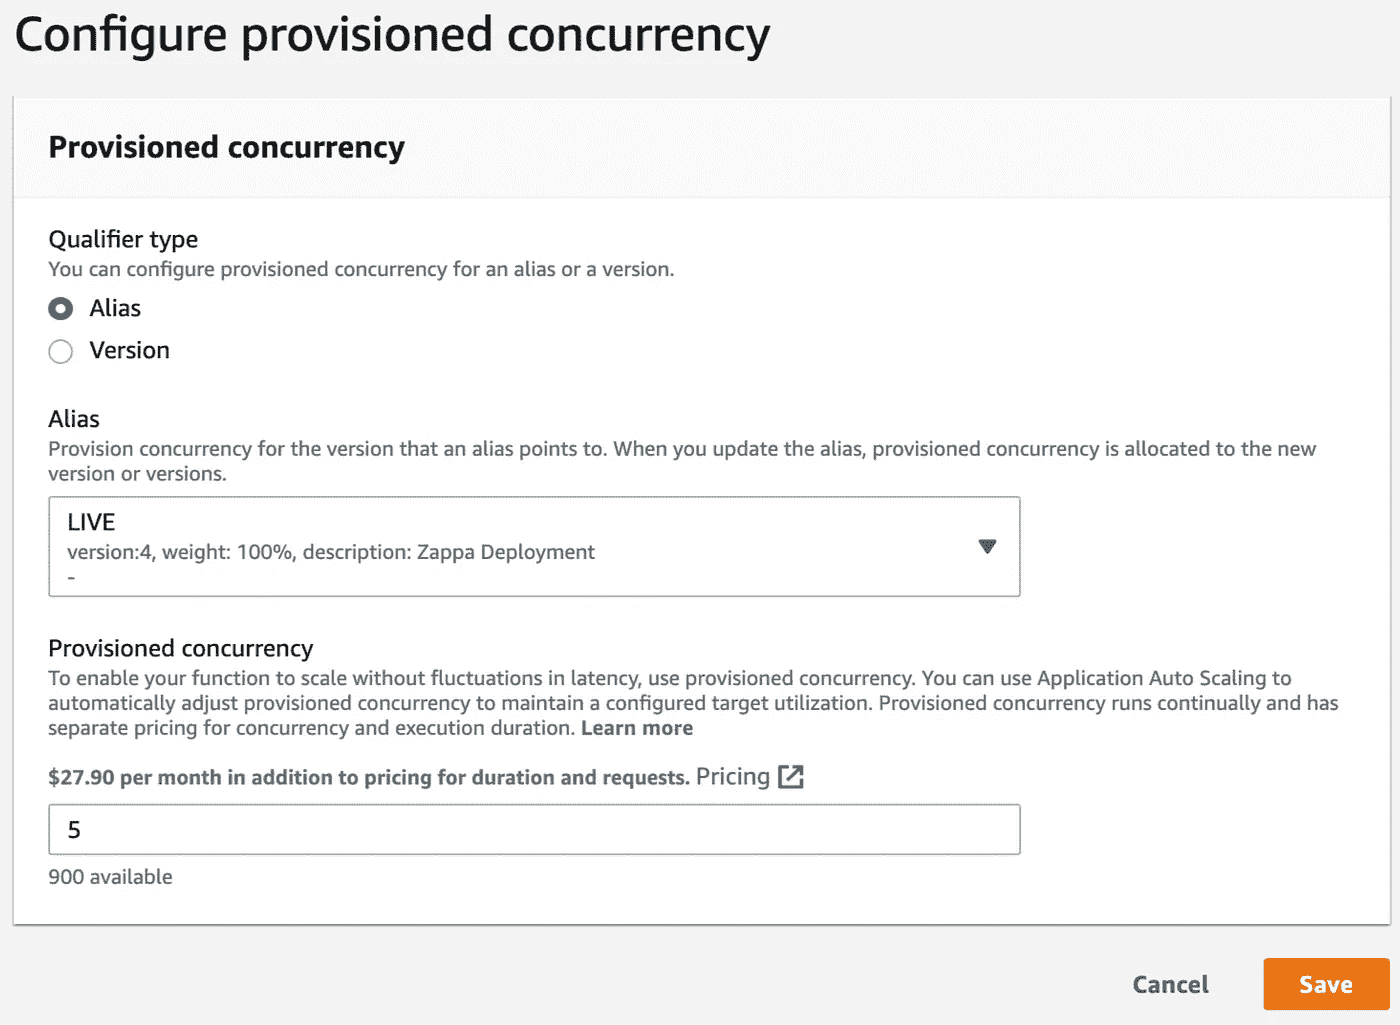 Configure provisioned concurrency
Provisioned concurrency
Qualifier type
You can configure provisioned concurrency for an alias or a version.
Alias
Version
Alias
Provision concurrency for the version that an alias points to. When you update the alias, provisioned concurrency is allocated to the new
version or versions.
LIVE
version:4, weight: 100%, description: Zappa Deployment
-
Provisioned concurrency
To enable your function to scale without fluctuations in latency, use provisioned concurrency. You can use Application Auto Scaling to
automatically adjust provisioned concurrency to maintain a configured target utilization. Provisioned concurrency runs continually and has
separate pricing for concurrency and execution duration. Learn more
$27.90 per month in addition to pricing for duration and requests. Pricing
5
900 available
Cancel Save